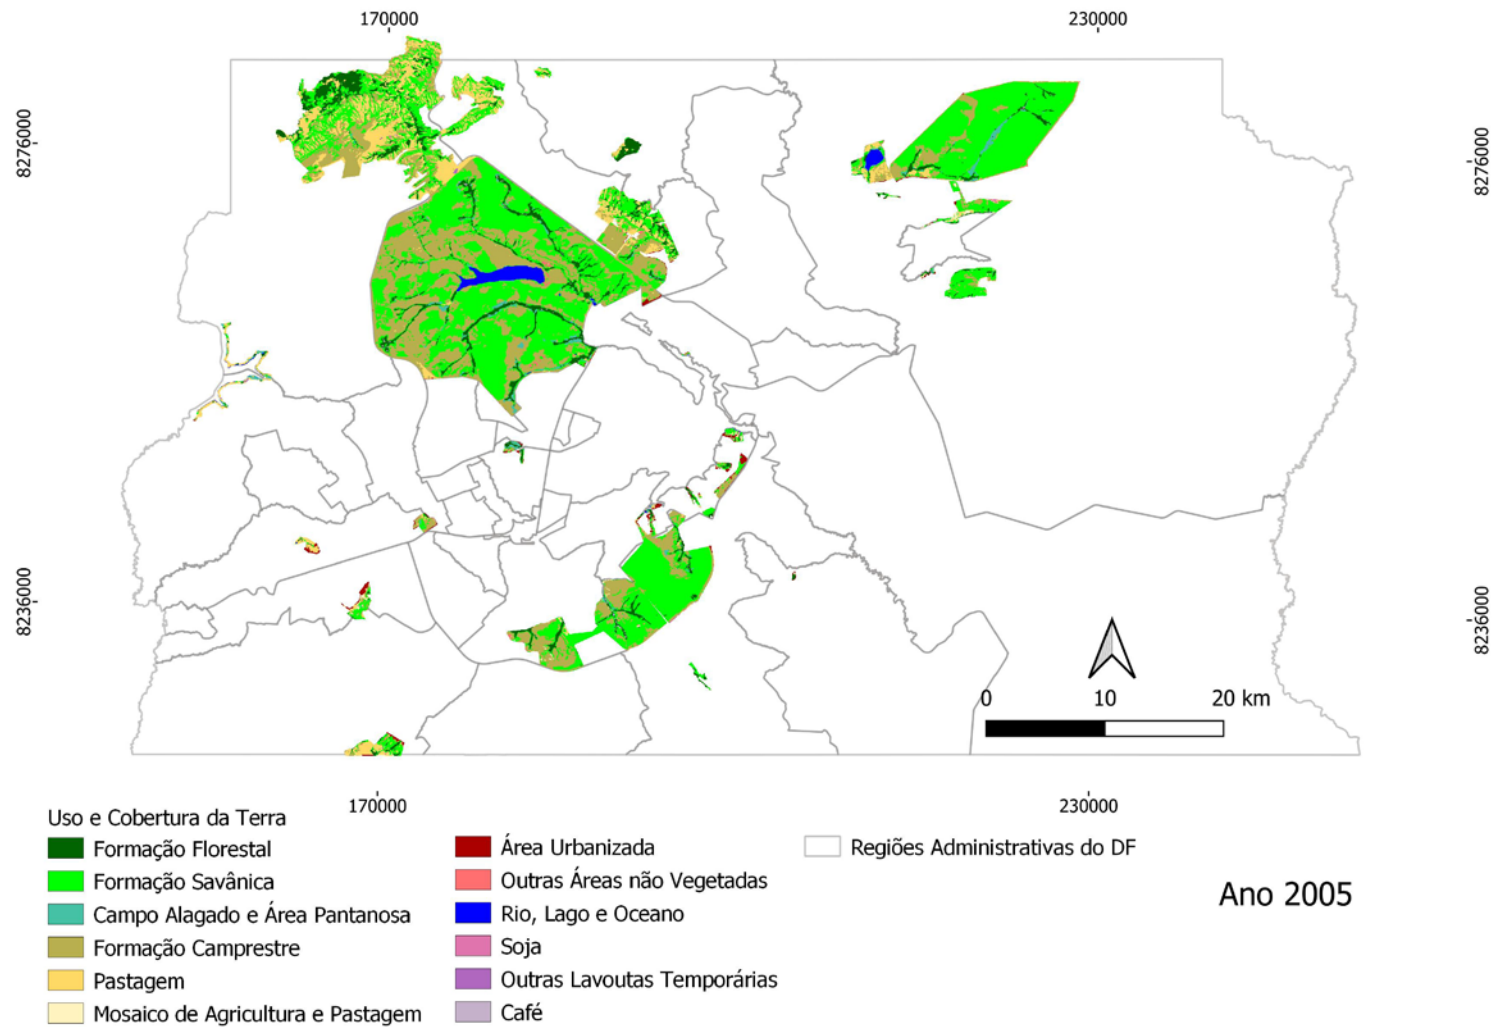 170000
230000
8276000
8276000
8236000
8236000
0 10 20 km
170000
230000
Uso e Cobertura da Terra
Formação Florestal
Formação Savânica
Campo Alagado e Área Pantanosa
Formação Camprestre
Pastagem
Mosaico de Agricultura e Pastagem
Área Urbanizada
Outras Áreas não Vegetadas
Rio, Lago e Oceano
Soja
Outras Lavoutas Temporárias
Café
Regiões Administrativas do DF
Ano 2005